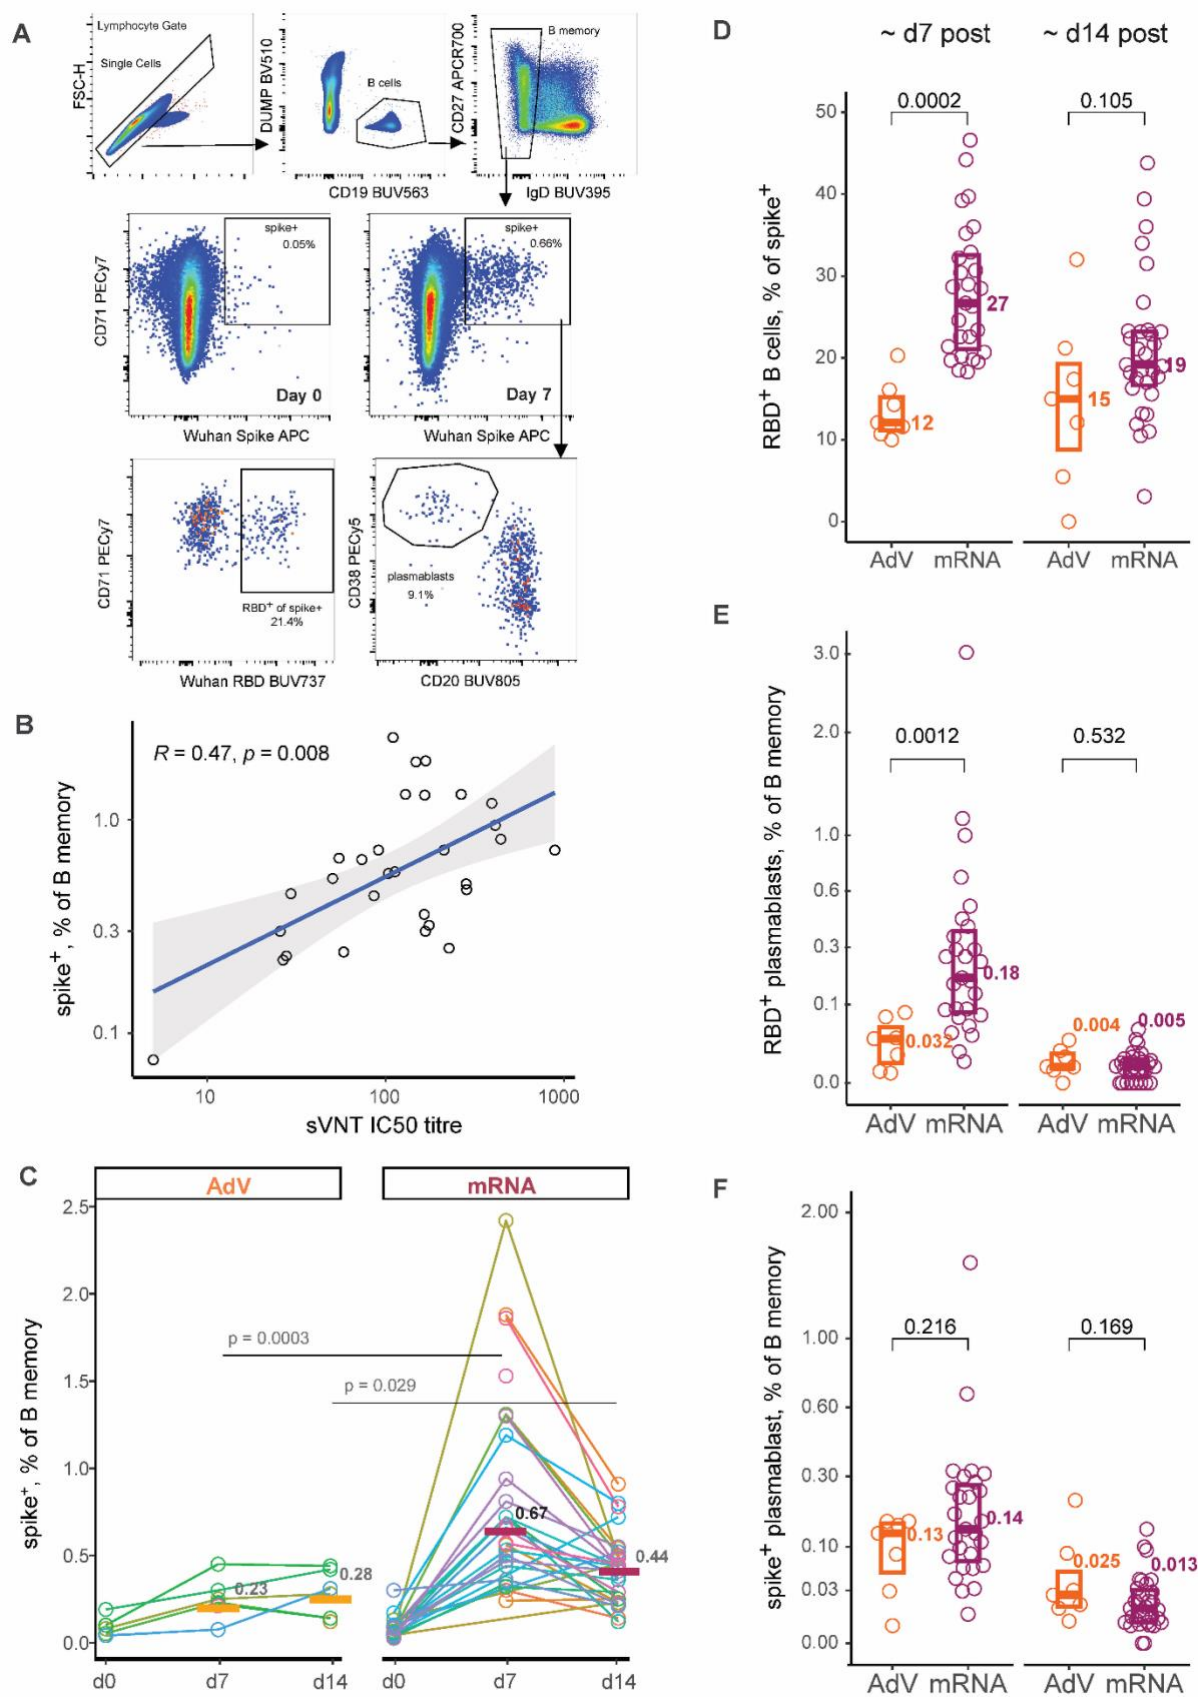 A
Lymphocyte Gate
Single Cells
FSC-H
DUMP BV510
B cells
CD19 BUV563
CD27 APCR700
B memory
IgD BUV395
CD71 PECy7
spike+
0.05%
Day 0
Wuhan Spike APC
spike+
0.66%
Day 7
Wuhan Spike APC
CD71 PECy7
RBD+ of spike+
21.4%
Wuhan RBD BUV737
CD38 PECy5
plasmablasts
9.1%
CD20 BUV805
B
R = 0.47, p = 0.008
spike+, % of B memory
1.0
0.3
0.1
10
100
1000
sVNT IC50 titre
C
AdV
mRNA
spike+, % of B memory
2.5
2.0
1.5
1.0
0.5
0.0
p = 0.0003
p = 0.029
0.23
0.28
0.67
0.44
d0
d7
d14
d0
d7
d14
D
~ d7 post
~ d14 post
RBD+ B cells, % of spike+
50
40
30
20
10
0
0.0002
0.105
12
27
15
19
AdV
mRNA
AdV
mRNA
E
RBD+ plasmablasts, % of B memory
3.0
2.0
1.0
0.6
0.3
0.1
0.0
0.0012
0.532
0.032
0.18
0.004
0.005
AdV
mRNA
AdV
mRNA
F
spike+ plasmablast, % of B memory
2.00
1.00
0.60
0.30
0.10
0.03
0.00
0.216
0.169
0.13
0.14
0.025
0.013
AdV
mRNA
AdV
mRNA